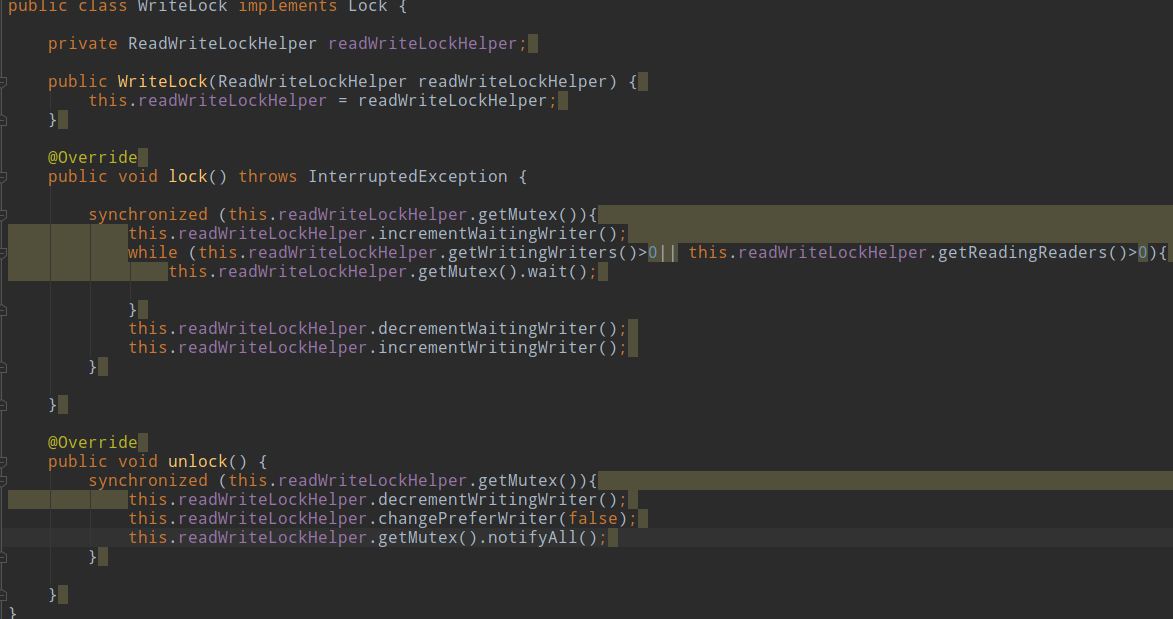 public class WriteLock implements Lock {
private ReadWriteLockHelper readWriteLockHelper;
public WriteLock(ReadWriteLockHelper readWriteLockHelper) {
this.readWriteLockHelper = readWriteLockHelper;
}
@Override
public void lock() throws InterruptedException {
synchronized (this.readWriteLockHelper.getMutex()){
this.readWriteLockHelper.incrementWaitingWriter();
while (this.readWriteLockHelper.getWritingWriters()>0|| this.readWriteLockHelper.getReadingReaders()>0){
this.readWriteLockHelper.getMutex().wait();
}
this.readWriteLockHelper.decrementWaitingWriter();
this.readWriteLockHelper.incrementWritingWriter();
}
}
@Override
public void unlock() {
synchronized (this.readWriteLockHelper.getMutex()){
this.readWriteLockHelper.decrementWritingWriter();
this.readWriteLockHelper.changePreferWriter(false);
this.readWriteLockHelper.getMutex().notifyAll();
}
}
}